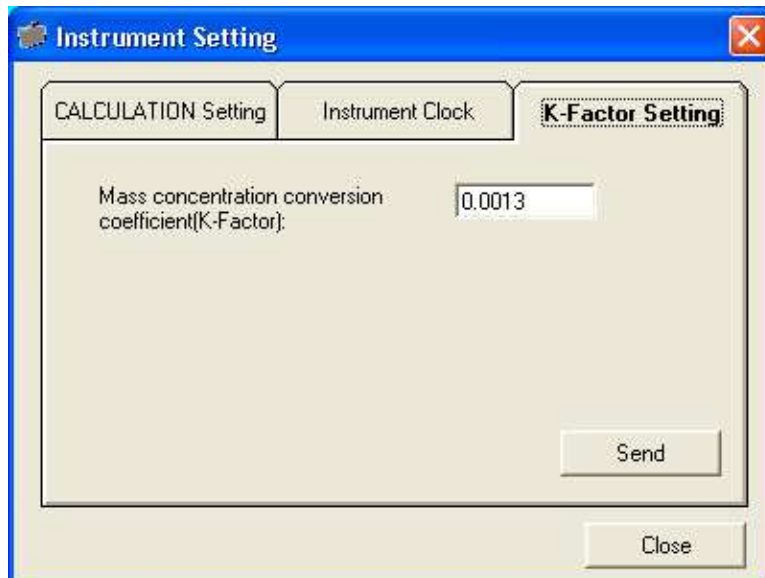 Instrument Setting
CALCULATION Setting
Instrument Clock
K-Factor Setting
Mass concentration conversion
coefficient(K-Factor):
0.0013
Send
Close